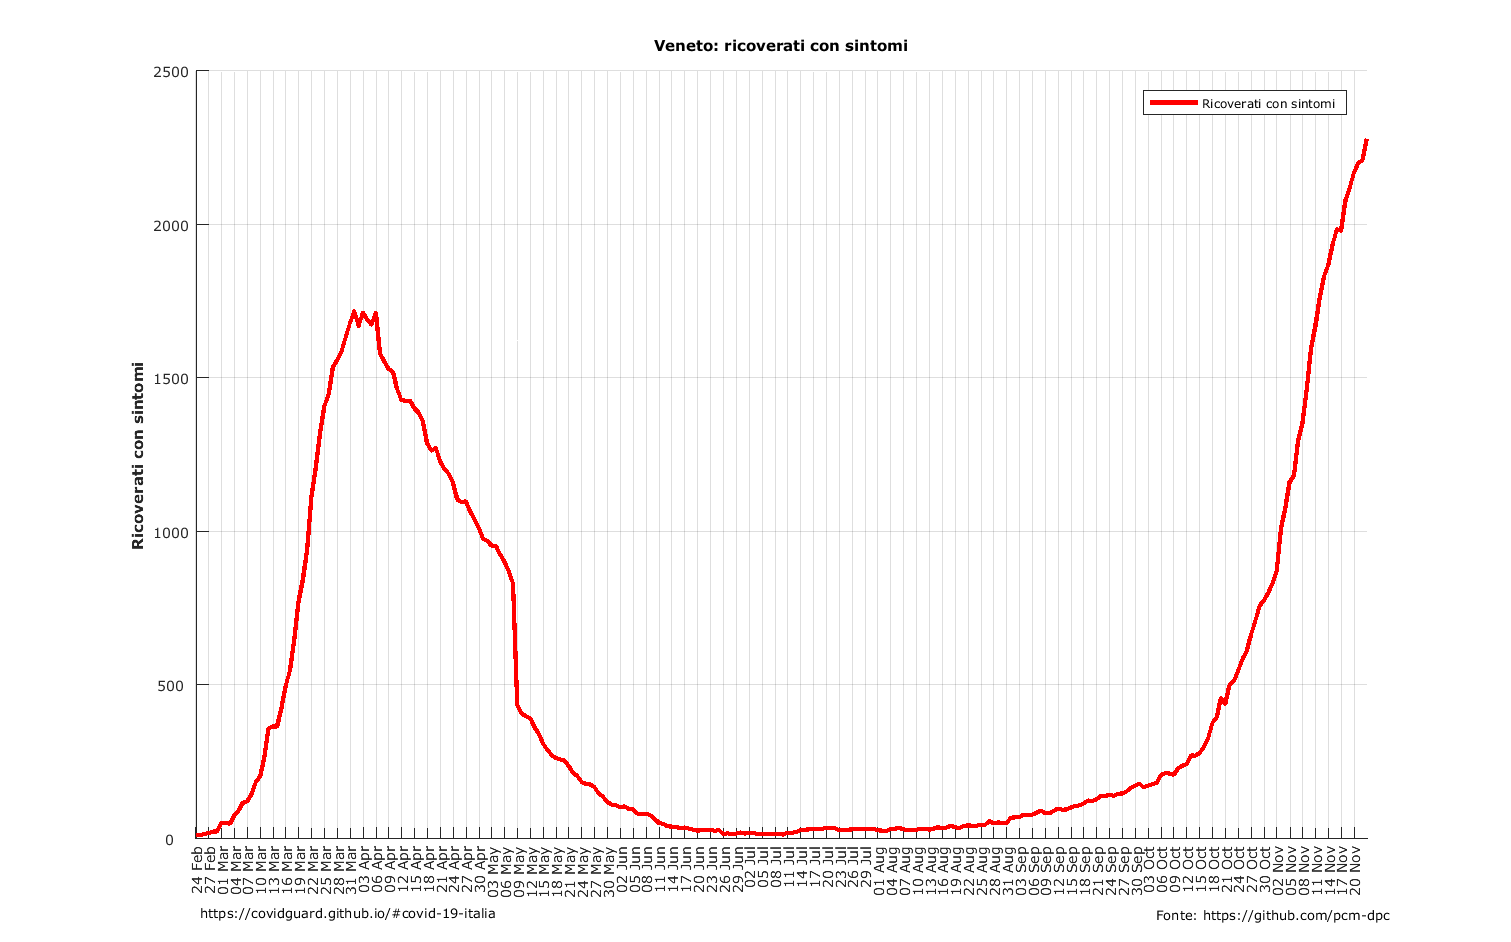 Veneto: ricoverati con sintomi
Ricoverati con sintomi
2500
2000
1500
1000
500
0
Ricoverati con sintomi
24 Feb
27 Feb
01 Mar
04 Mar
07 Mar
10 Mar
13 Mar
16 Mar
19 Mar
22 Mar
25 Mar
28 Mar
31 Mar
03 Apr
06 Apr
09 Apr
12 Apr
15 Apr
18 Apr
21 Apr
24 Apr
27 Apr
30 Apr
03 May
06 May
09 May
12 May
15 May
18 May
21 May
24 May
27 May
30 May
02 Jun
05 Jun
08 Jun
11 Jun
14 Jun
17 Jun
20 Jun
23 Jun
26 Jun
29 Jun
02 Jul
05 Jul
08 Jul
11 Jul
14 Jul
17 Jul
20 Jul
23 Jul
26 Jul
29 Jul
01 Aug
04 Aug
07 Aug
10 Aug
13 Aug
16 Aug
19 Aug
22 Aug
25 Aug
28 Aug
31 Aug
03 Sep
06 Sep
09 Sep
12 Sep
15 Sep
18 Sep
21 Sep
24 Sep
27 Sep
30 Sep
03 Oct
06 Oct
09 Oct
12 Oct
15 Oct
18 Oct
21 Oct
24 Oct
27 Oct
30 Oct
02 Nov
05 Nov
08 Nov
11 Nov
14 Nov
17 Nov
20 Nov
https://covidguard.github.io/#covid-19-italia
Fonte: https://github.com/pcm-dpc